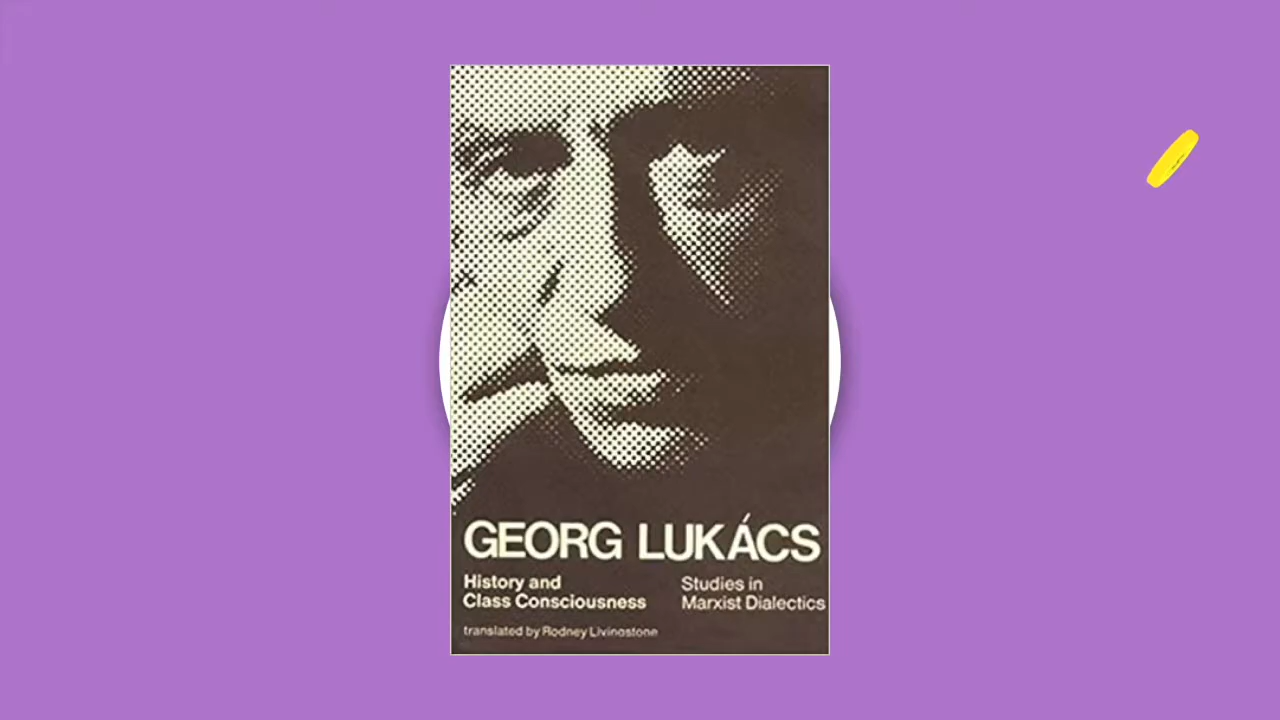 GEORG LUKÁCS
History and
Class Consciousness
Studies in
Marxist Dialectics
translated by Rodney Livingstone